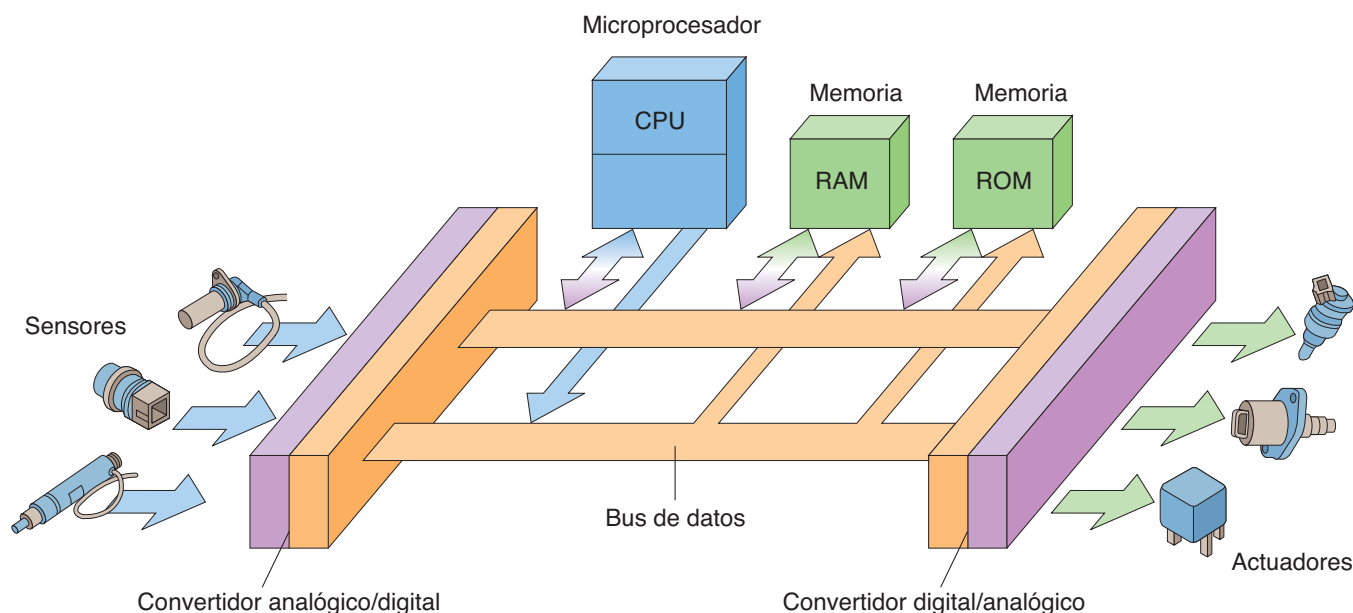 Microprocesador
Memoria
Memoria
CPU
RAM
ROM
Sensores
Bus de datos
Actuadores
Convertidor analógico/digital
Convertidor digital/analógico